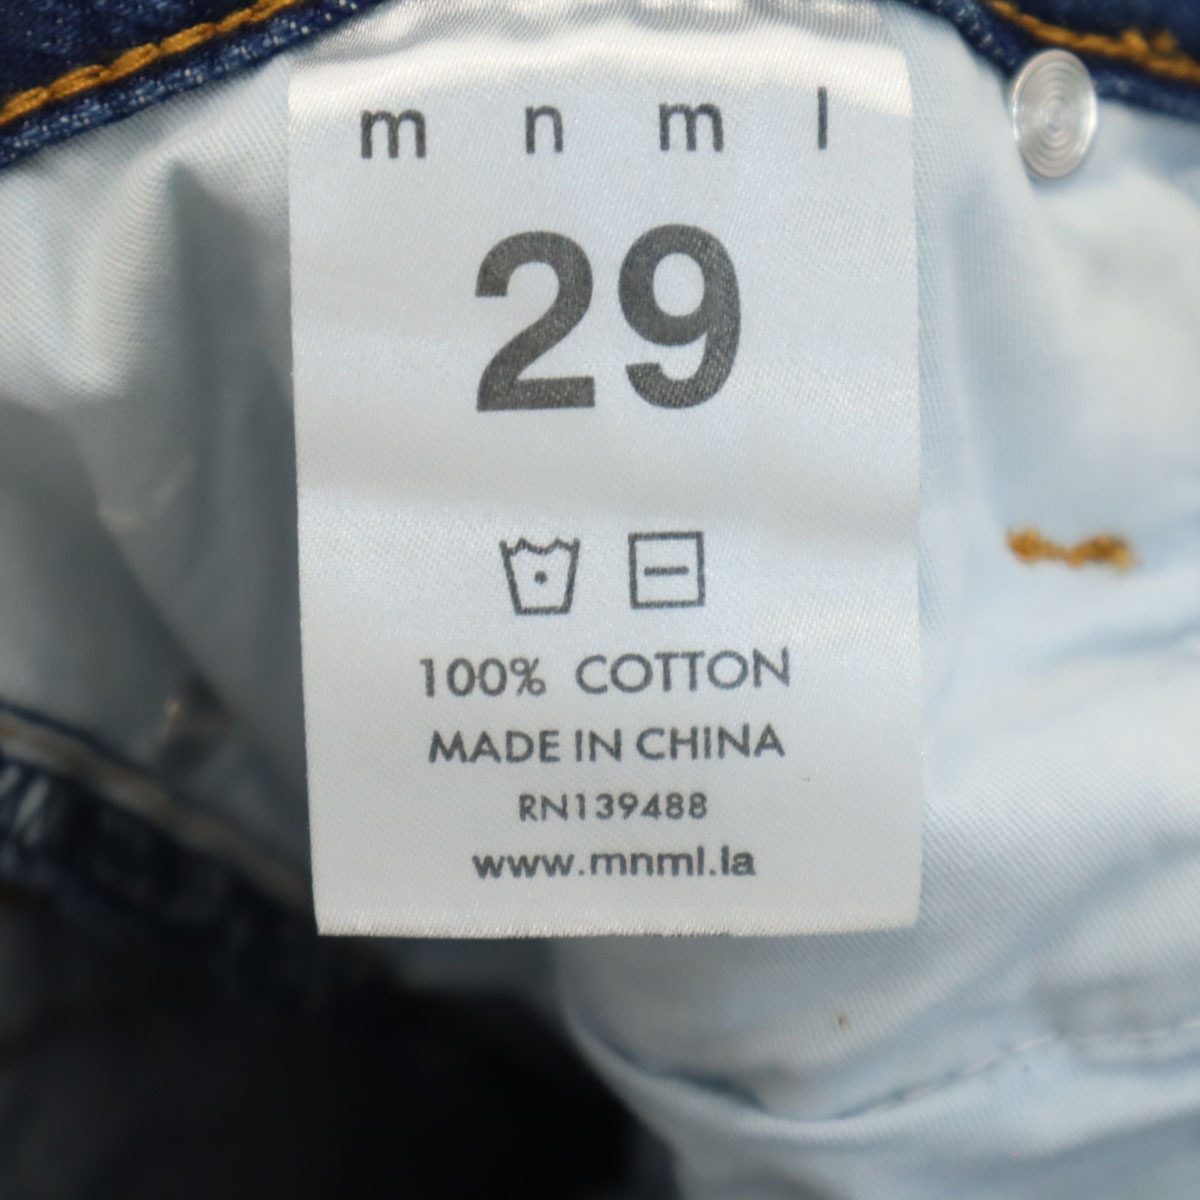 m n m l
29
100% COTTON
MADE IN CHINA
RN139488
www.mnml.la